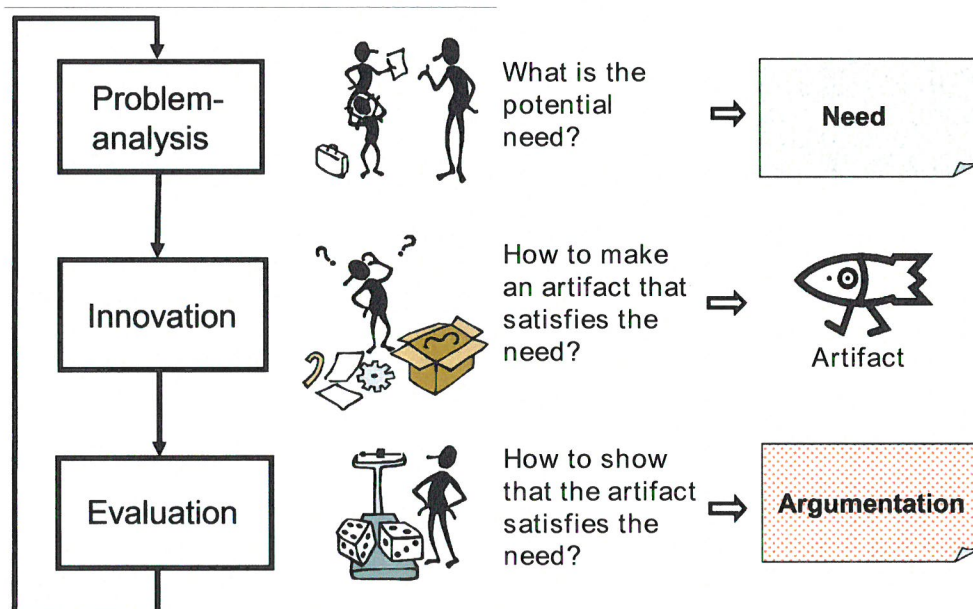 Problem-
analysis
What is the
potential
need?
Need
Innovation
? ?
How to make
an artifact that
satisfies the
need?
Artifact
Evaluation
How to show
that the artifact
satisfies the
need?
Argumentation